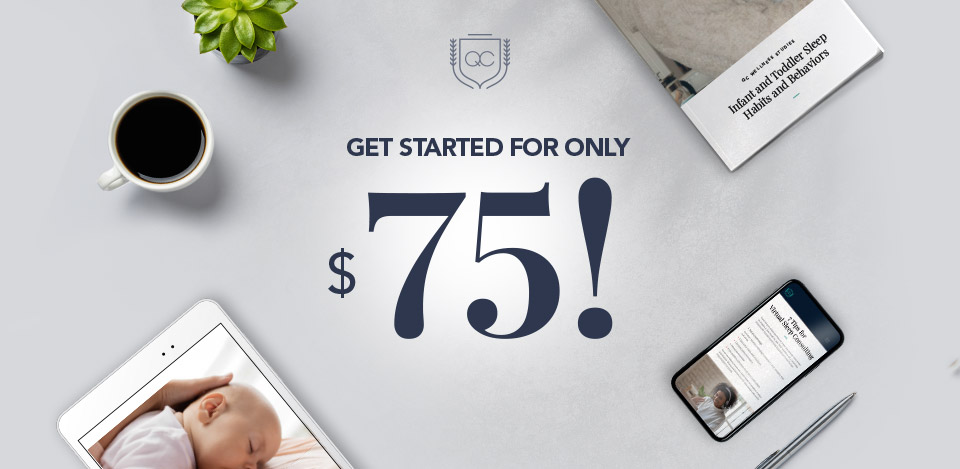 QC
GET STARTED FOR ONLY
$75!
QC WELLNESS STUDIES
Infant and Toddler Sleep
Habits and Behaviors
7 Tips for
Virtual Sleep Consulting